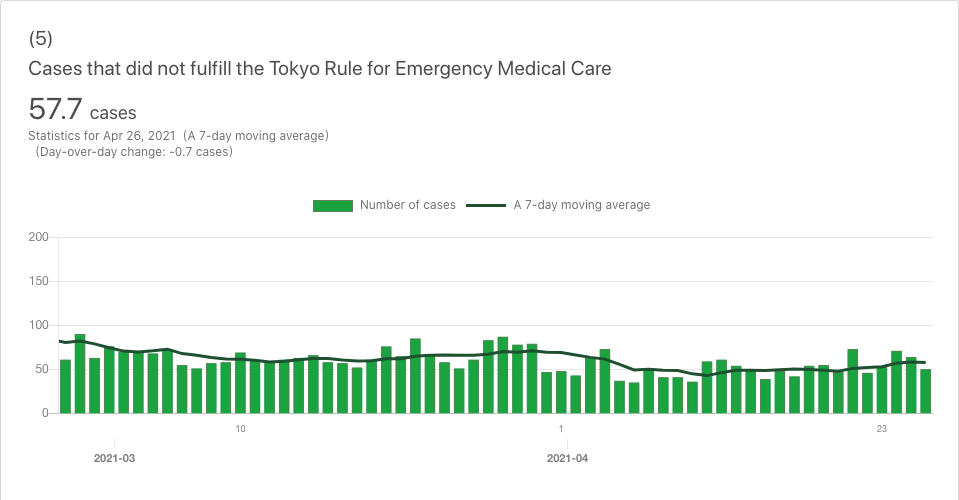 (5)
Cases that did not fulfill the Tokyo Rule for Emergency Medical Care
57.7 cases
Statistics for Apr 26, 2021 (A 7-day moving average)
(Day-over-day change: -0.7 cases)
Number of cases A 7-day moving average
200
150
100
50
0
10 1 23
2021-03 2021-04